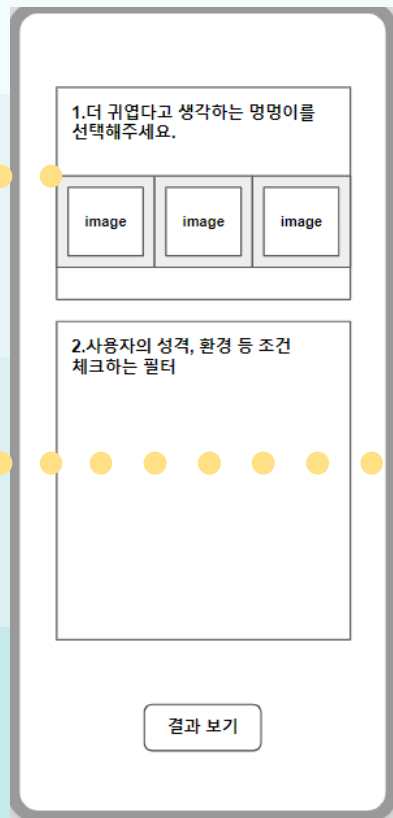 1.더 귀엽다고 생각하는 멍멍이를
선택해주세요.
image image image
2.사용자의 성격, 환경 등 조건
체크하는 필터
결과 보기